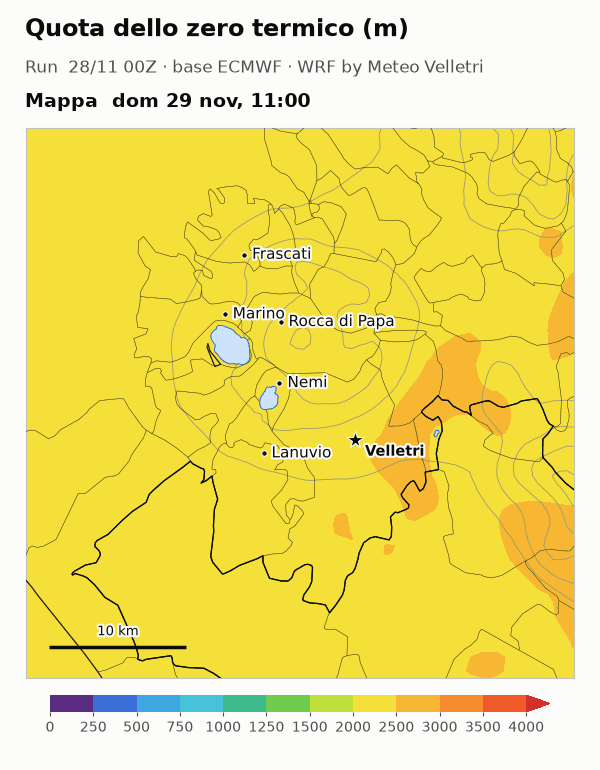 Quota dello zero termico (m)
Run  28/11 00Z · base ECMWF · WRF by Meteo Velletri
Mappa  dom 29 nov, 11:00
Frascati
Marino
Rocca di Papa
Nemi
Velletri
Lanuvio
10 km
0 250 500 750 1000 1250 1500 2000 2500 3000 3500 4000